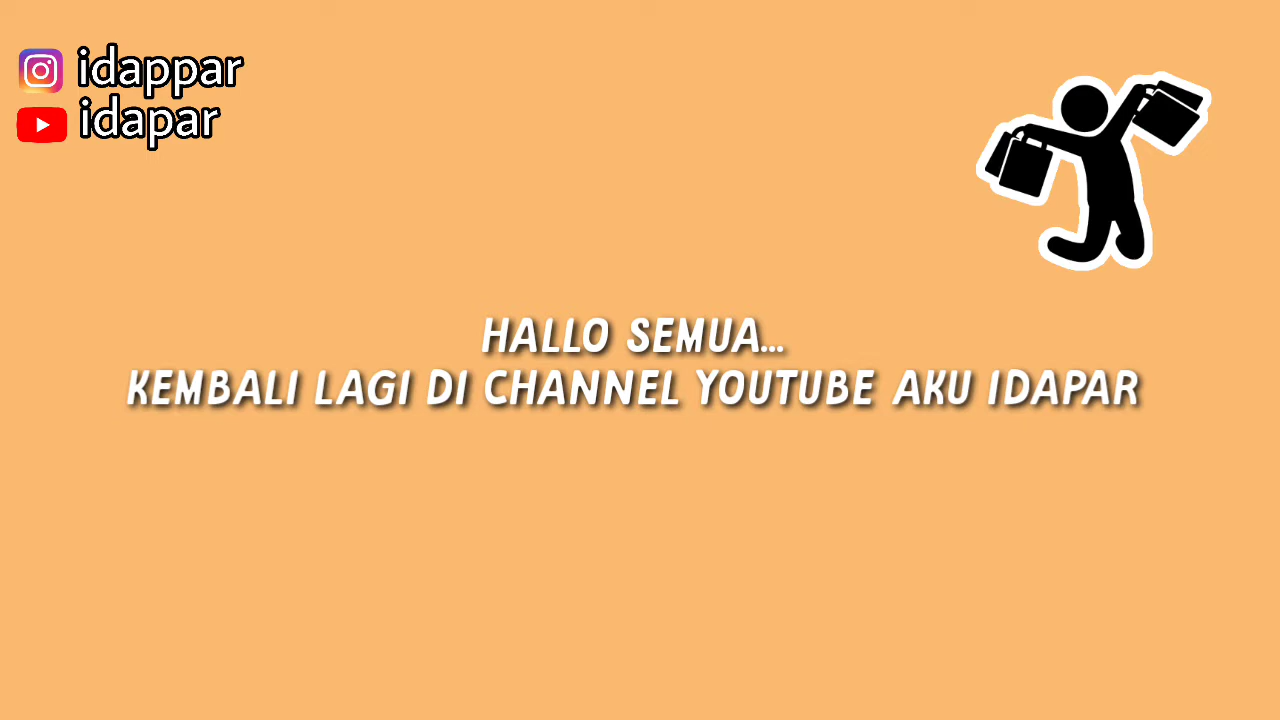 idappar
idapar
HALLO SEMUA...
KEMBALI LAGI DI CHANNEL YOUTUBE AKU IDAPAR